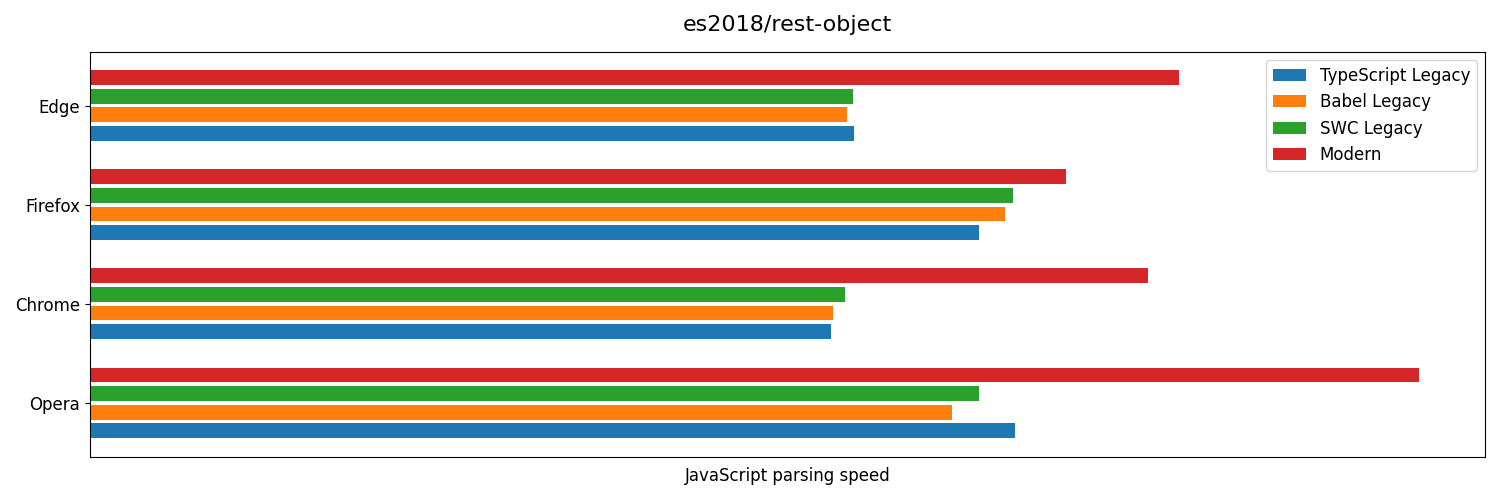 es2018/rest-object
TypeScript Legacy
Babel Legacy
SWC Legacy
Modern
Edge
Firefox
Chrome
Opera
JavaScript parsing speed